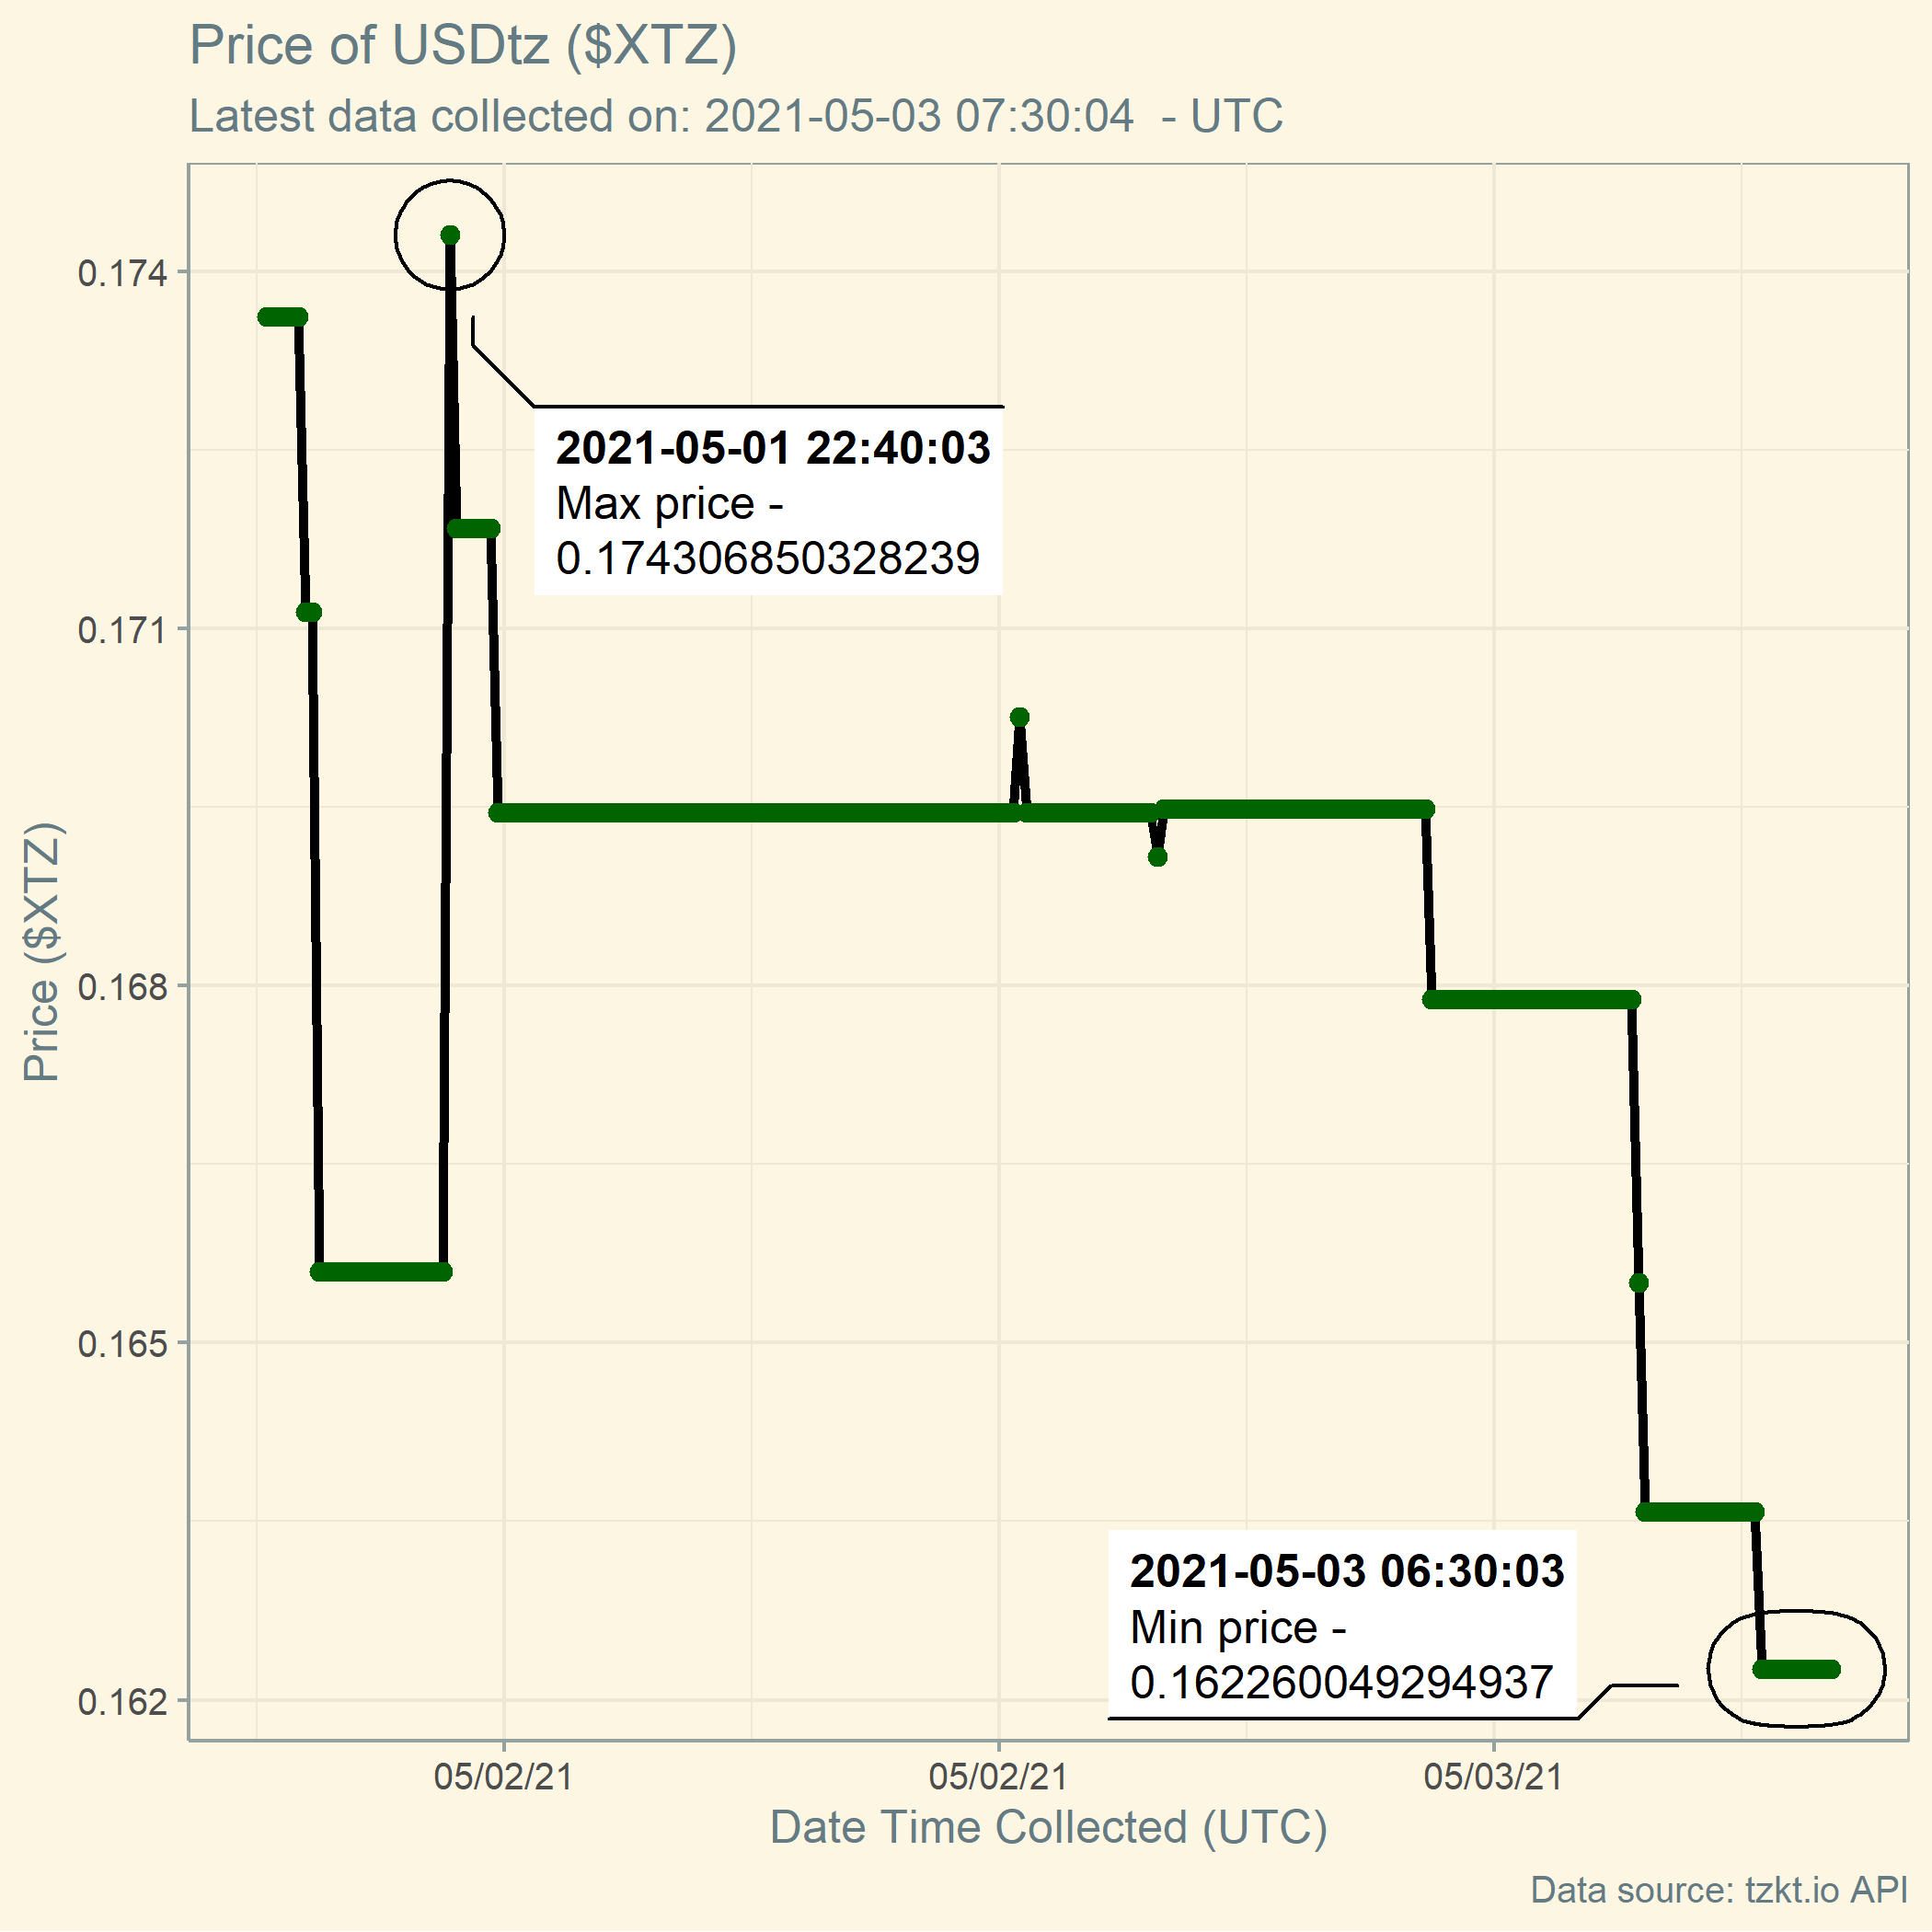 Price of USDtz ($XTZ)
Latest data collected on: 2021-05-03 07:30:04  - UTC
0.174
2021-05-01 22:40:03
Max price -
0.174306850328239
0.171
Price ($XTZ)
0.168
0.165
2021-05-03 06:30:03
Min price -
0.162260049294937
0.162
05/02/21
05/02/21
05/03/21
Date Time Collected (UTC)
Data source: tzkt.io API